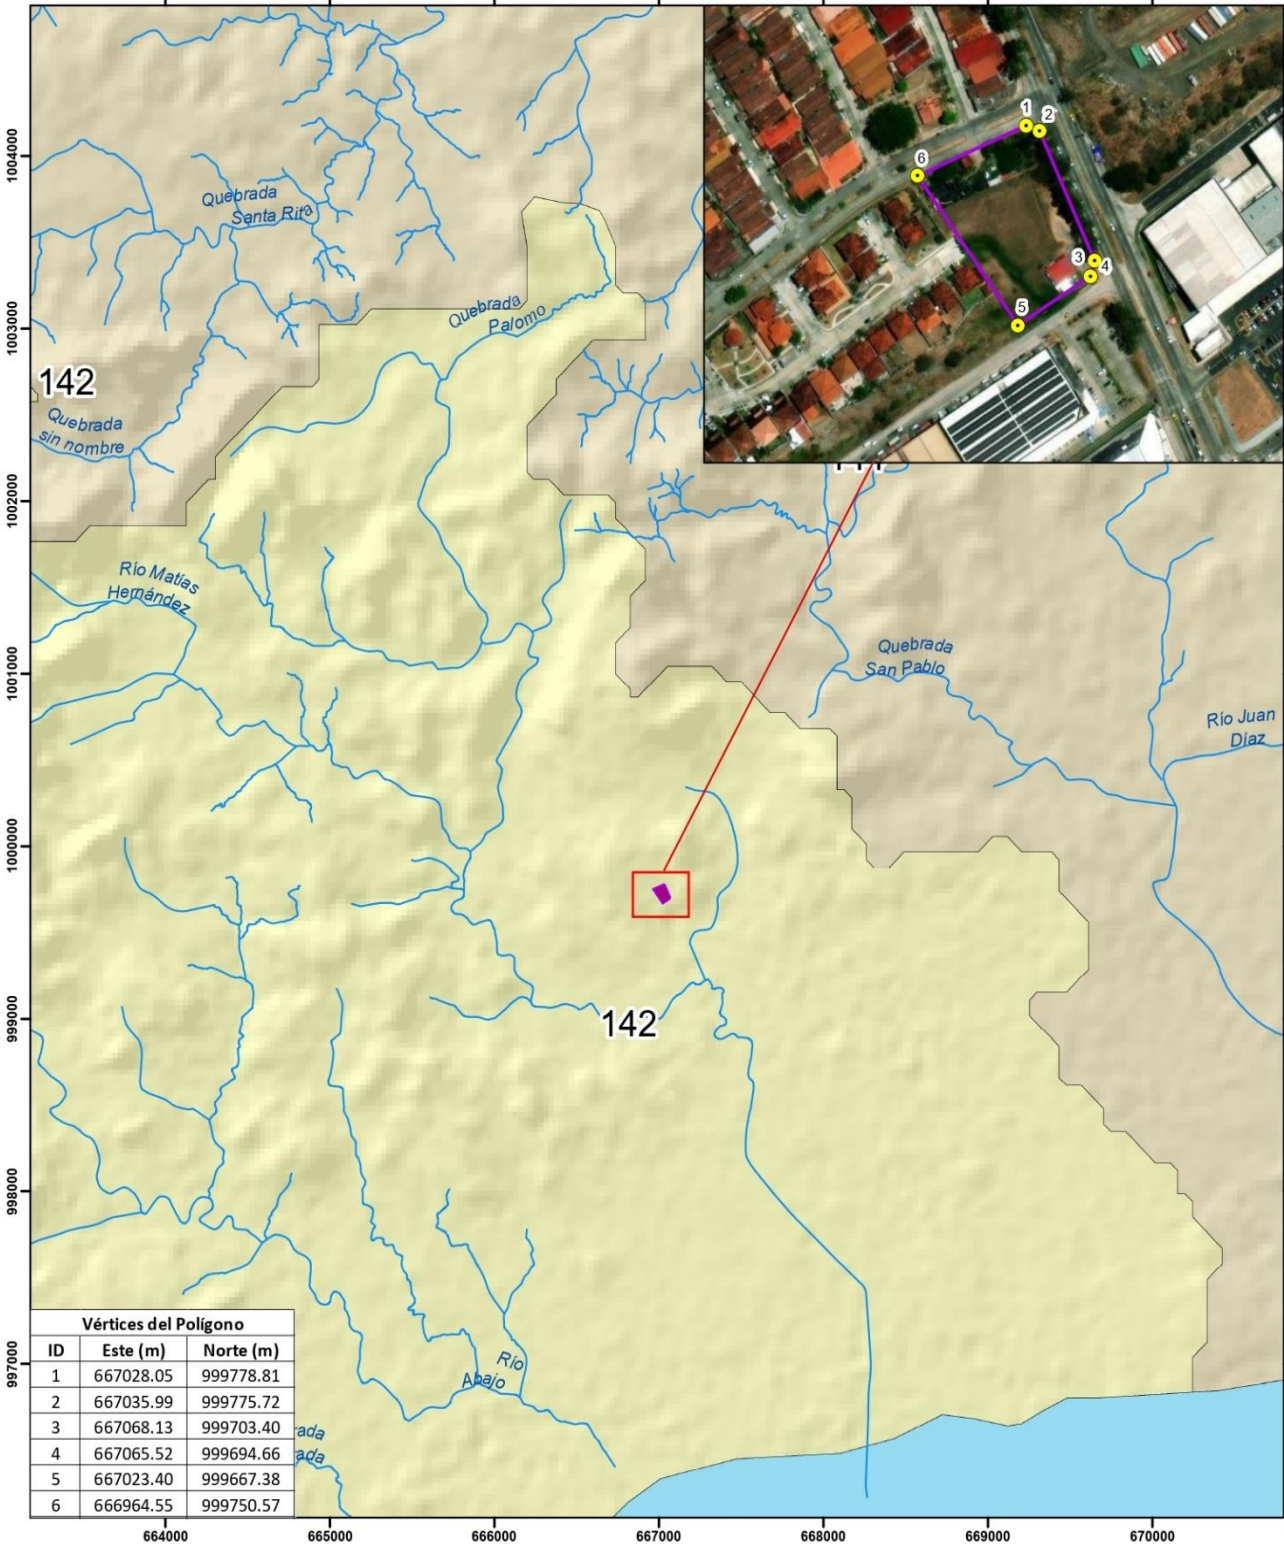 1
2
6
3
4
5
1004000
Quebrada
Santa Rita
1003000
Quebrada
Palomo
142
Quebrada
sin nombre
1002000
Río Matías
Hernández
1001000
Quebrada
San Pablo
Río Juan
Díaz
1000000
999000
142
998000
997000
Río
Abajo
Vértices del Polígono
ID Este (m) Norte (m)
1 667028.05 999778.81
2 667035.99 999775.72
3 667068.13 999703.40
4 667065.52 999694.66
5 667023.40 999667.38
6 666964.55 999750.57
rada
ada
664000 665000 666000 667000 668000 669000 670000